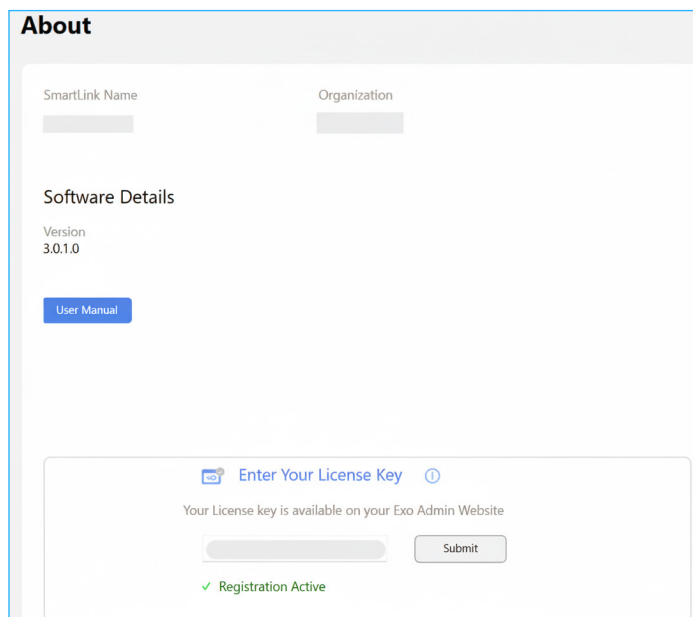 About
SmartLink Name
Organization
Software Details
Version
3.0.1.0
User Manual
Enter Your License Key
Your License key is available on your Exo Admin Website
Submit
Registration Active